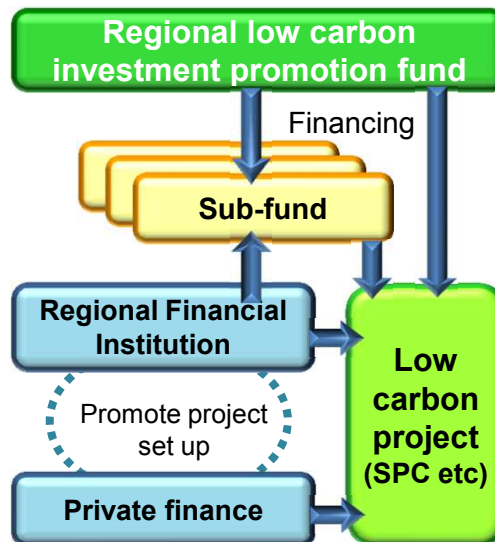 Regional low carbon
investment promotion fund
Financing
Sub-fund
Regional Financial
Institution
Low
carbon
project
(SPC etc)
Promote project
set up
Private finance